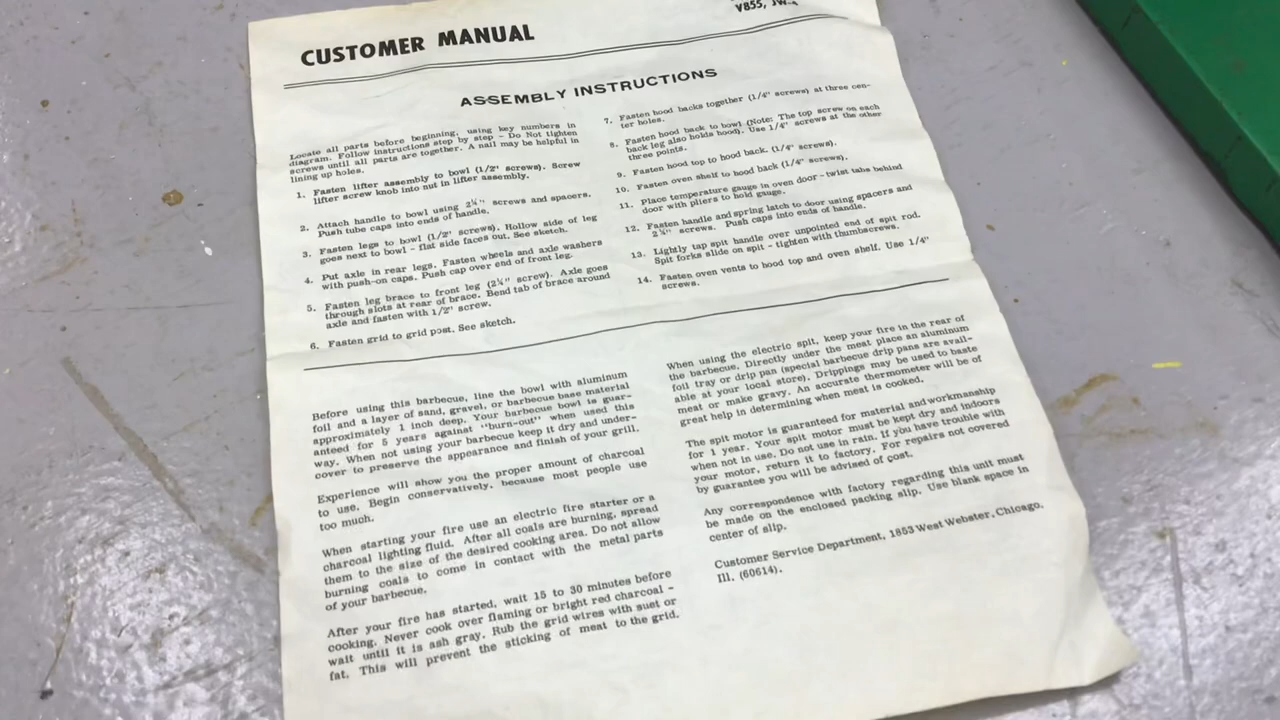 CUSTOMER MANUAL
V855,
ASSEMBLY INSTRUCTIONS
Locate all parts before beginning, using key numbers in
diagram. Follow instructions step by step - Do Not tighten
screws until all parts are together. A nail may be helpful in
lining up holes.
1. Fasten lifter assembly to bowl (1/2" screws). Screw
lifter screw knob into nut in lifter assembly.
2. Attach handle to bowl using 2¼" screws and spacers.
Push tube caps into ends of handle.
3. Fasten legs to bowl (1/2" screws). Hollow side of leg
goes next to bowl - flat side faces out. See sketch.
4. Put axle in rear legs. Fasten wheels and axle washers
with push-on caps. Push cap over end of front leg.
5. Fasten leg brace to front leg (2¼" screw). Axle goes
through slots at rear of brace. Bend tab of brace around
axle and fasten with 1/2" screw.
6. Fasten grid to grid post. See sketch.
7. Fasten hood backs together (1/4" screws) at three cen-
ter holes.
8. Fasten hood back to bowl (Note: The top screw on each
back leg also holds hood). Use 1/4" screws at the other
three points.
9. Fasten hood top to hood back. (1/4" screws).
10. Fasten oven shelf to hood back (1/4" screws).
11. Place temperature gauge in oven door - twist tabs behind
door with pliers to hold gauge.
12. Fasten handle and spring latch to door using spacers and
2¼" screws. Push caps into ends of handle.
13. Lightly tap spit handle over unpointed end of spit rod.
Spit forks slide on spit - tighten with thumbscrews.
14. Fasten oven vents to hood top and oven shelf. Use 1/4"
screws.
Before using this barbecue, line the bowl with aluminum
foil and a layer of sand, gravel, or barbecue base material
approximately 1 inch deep. Your barbecue bowl is guar-
anteed for 5 years against "burn-out" when used this
way. When not using your barbecue keep it dry and under-
cover to preserve the appearance and finish of your grill.
Experience will show you the proper amount of charcoal
to use. Begin conservatively, because most people use
too much.
When starting your fire use an electric fire starter or a
charcoal lighting fluid. After all coals are burning, spread
them to the size of the desired cooking area. Do not allow
burning coals to come in contact with the metal parts
of your barbecue.
After your fire has started, wait 15 to 30 minutes before
cooking. Never cook over flaming or bright red charcoal -
wait until it is ash gray. Rub the grid wires with suet or
fat. This will prevent the sticking of meat to the grid.
When using the electric spit, keep your fire in the rear of
the barbecue. Directly under the meat place an aluminum
foil tray or drip pan (special barbecue drip pans are avail-
able at your local store). Drippings may be used to baste
meat or make gravy. An accurate thermometer will be of
great help in determining when meat is cooked.
The spit motor is guaranteed for material and workmanship
for 1 year. Your spit motor must be kept dry and indoors
when not in use. Do not use in rain. If you have trouble with
your motor, return it to factory. For repairs not covered
by guarantee you will be advised of cost.
Any correspondence with factory regarding this unit must
be made on the enclosed packing slip. Use blank space in
center of slip.
Customer Service Department, 1853 West Webster, Chicago,
Ill. (60614).